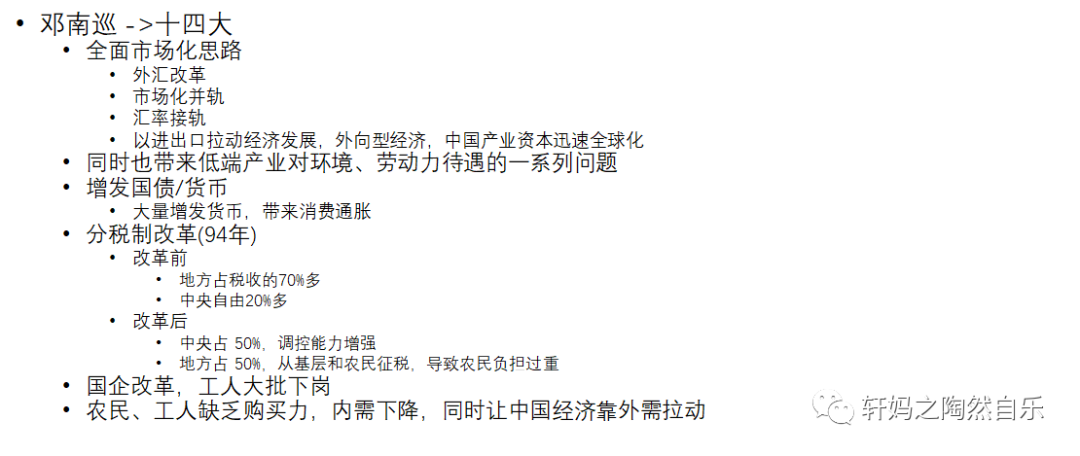 • 邓南巡 ->十四大
• 全面市场化思路
• 外汇改革
• 市场化并轨
• 汇率接轨
• 以进出口拉动经济发展，外向型经济，中国产业资本迅速全球化
• 同时也带来低端产业对环境、劳动力待遇的一系列问题
• 增发国债/货币
• 大量增发货币，带来消费通胀
• 分税制改革(94年)
• 改革前
• 地方占税收的70%多
• 中央自由20%多
• 改革后
• 中央占 50%，调控能力增强
• 地方占 50%，从基层和农民征税，导致农民负担过重
• 国企改革，工人大批下岗
• 农民、工人缺乏购买力，内需下降，同时让中国经济靠外需拉动
轩妈之陶然自乐